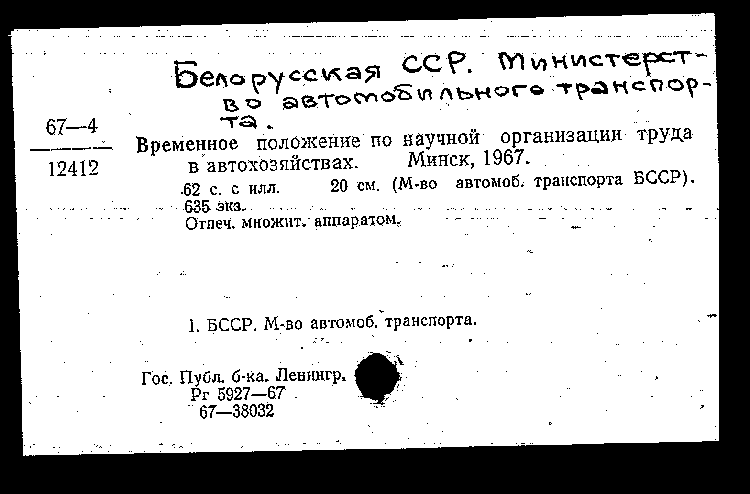 Белорусская ССР. Министерст-
во автомобильного транспор-
та.
67—4
12412
Временное положение по научной организации труда
в автохозяйствах. Минск, 1967.
62 с. с илл. 20 см. (М-во автомоб. транспорта БССР).
635 экз.
Отпеч. множит. аппаратом.
1. БССР. М-во автомоб. транспорта.
Гос. Публ. б-ка. Ленингр.
Рг 5927—67
67—38032